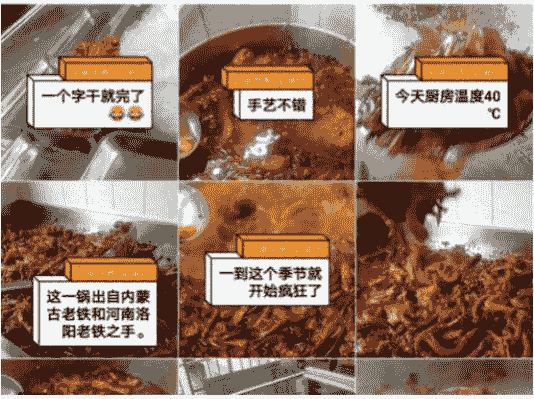 一个字干就完了
😂😂
手艺不错
今天厨房温度40
℃
这一锅出自内蒙
古老铁和河南洛
阳老铁之手。
一到这个季节就
开始疯狂了